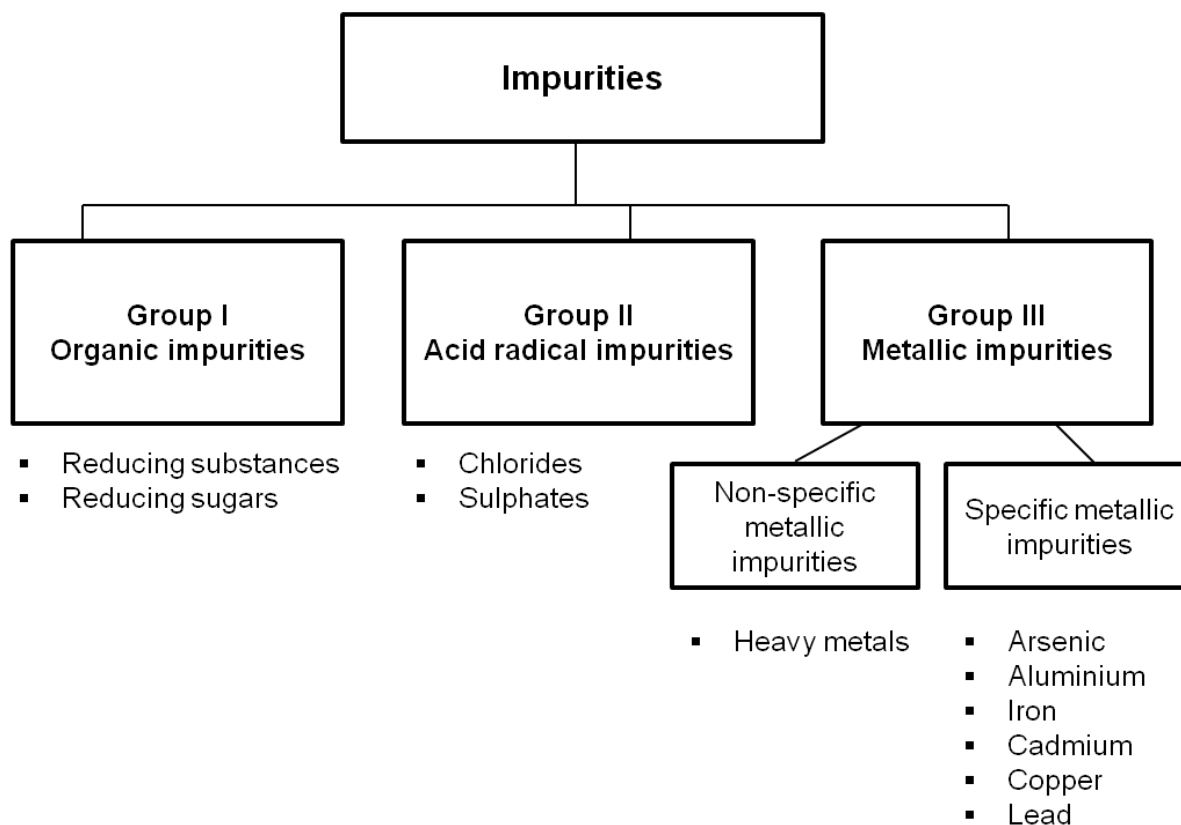 Impurities
Group I
Organic impurities
▪ Reducing substances
▪ Reducing sugars
Group II
Acid radical impurities
▪ Chlorides
▪ Sulphates
Group III
Metallic impurities
Non-specific
metallic
impurities
▪ Heavy metals
Specific metallic
impurities
▪ Arsenic
▪ Aluminium
▪ Iron
▪ Cadmium
▪ Copper
▪ Lead